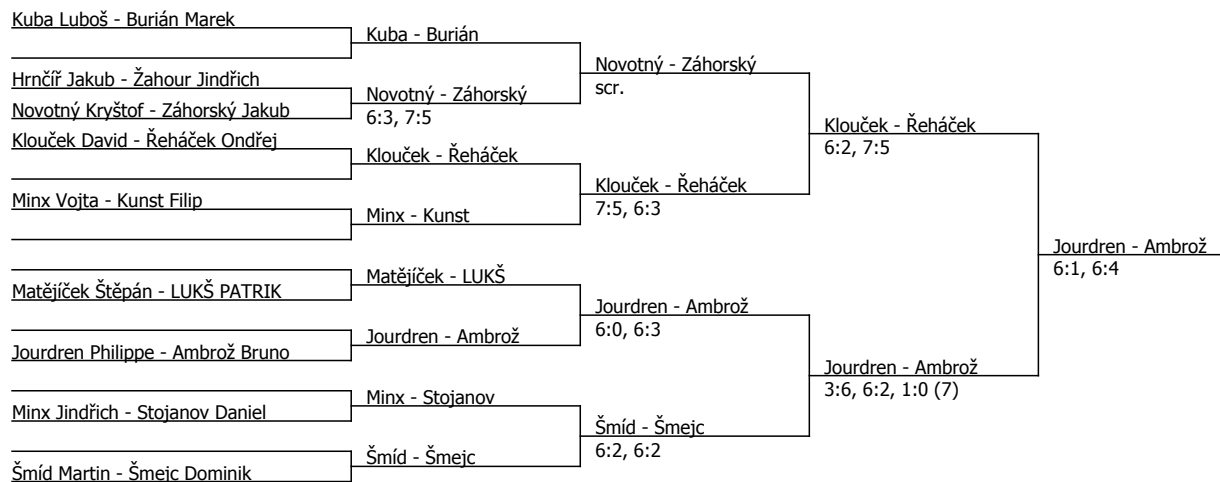 Kuba Luboš - Burián Marek
Hrnčíř Jakub - Žahour Jindřich
Novotný Kryštof - Záhorský Jakub
Klouček David - Řeháček Ondřej
Minx Vojta - Kunst Filip
Matějíček Štěpán - LUKŠ PATRIK
Jourdren Philippe - Ambrož Bruno
Minx Jindřich - Stojanov Daniel
Šmíd Martin - Šmejc Dominik
Kuba - Burián
Novotný - Záhorský
6:3, 7:5
Klouček - Řeháček
Minx - Kunst
Matějíček - LUKŠ
Jourdren - Ambrož
Minx - Stojanov
Šmíd - Šmejc
Novotný - Záhorský
scr.
Klouček - Řeháček
7:5, 6:3
Jourdren - Ambrož
6:0, 6:3
Šmíd - Šmejc
6:2, 6:2
Klouček - Řeháček
6:2, 7:5
Jourdren - Ambrož
3:6, 6:2, 1:0 (7)
Jourdren - Ambrož
6:1, 6:4